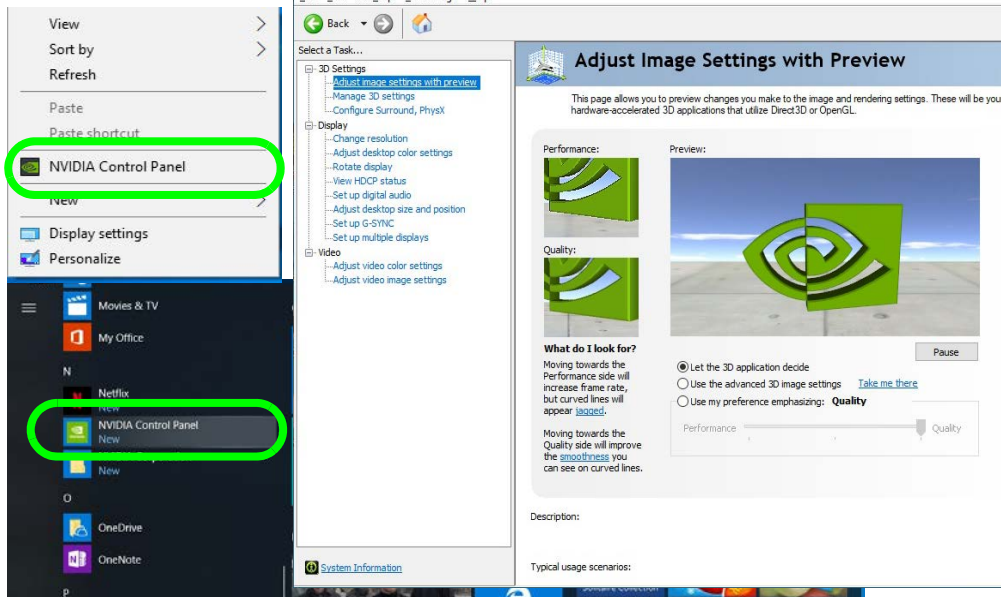 View
Sort by
Refresh
Paste
Paste shortcut
NVIDIA Control Panel
New
Display settings
Personalize
Movies & TV
My Office
N
Netflix
New
NVIDIA Control Panel
New
New
O
OneDrive
OneNote
P
Back
Select a Task...
3D Settings
Adjust image settings with preview
Manage 3D settings
Configure Surround, PhysX
Display
Change resolution
Adjust desktop color settings
Rotate display
View HDCP status
Set up digital audio
Adjust desktop size and position
Set up G-SYNC
Set up multiple displays
Video
Adjust video color settings
Adjust video image settings
System Information
Adjust Image Settings with Preview
This page allows you to preview changes you make to the image and rendering settings. These will be you
hardware-accelerated 3D applications that utilize Direct3D or OpenGL.
Performance:
Preview:
Quality:
What do I look for?
Moving towards the
Performance side will
increase frame rate,
but curved lines will
appear jagged.
Moving towards the
Quality side will improve
the smoothness you
can see on curved lines.
Pause
Let the 3D application decide
Use the advanced 3D image settings Take me there
Use my preference emphasizing: Quality
Performance Quality
Description:
Typical usage scenarios:
Solitaire Collection